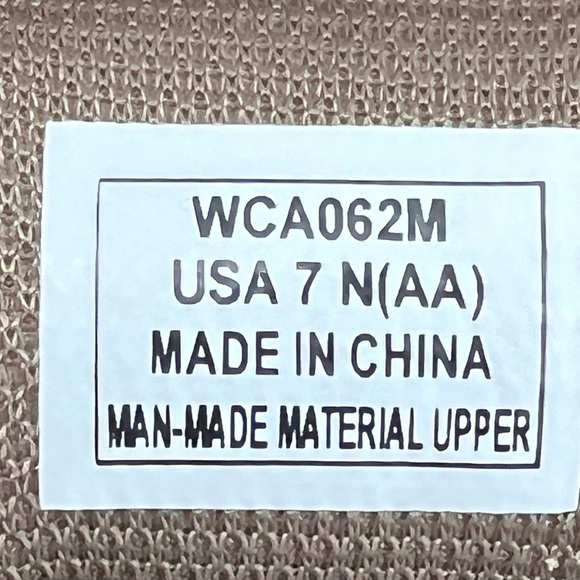 WCA062M
USA 7 N(AA)
MADE IN CHINA
MAN-MADE MATERIAL UPPER